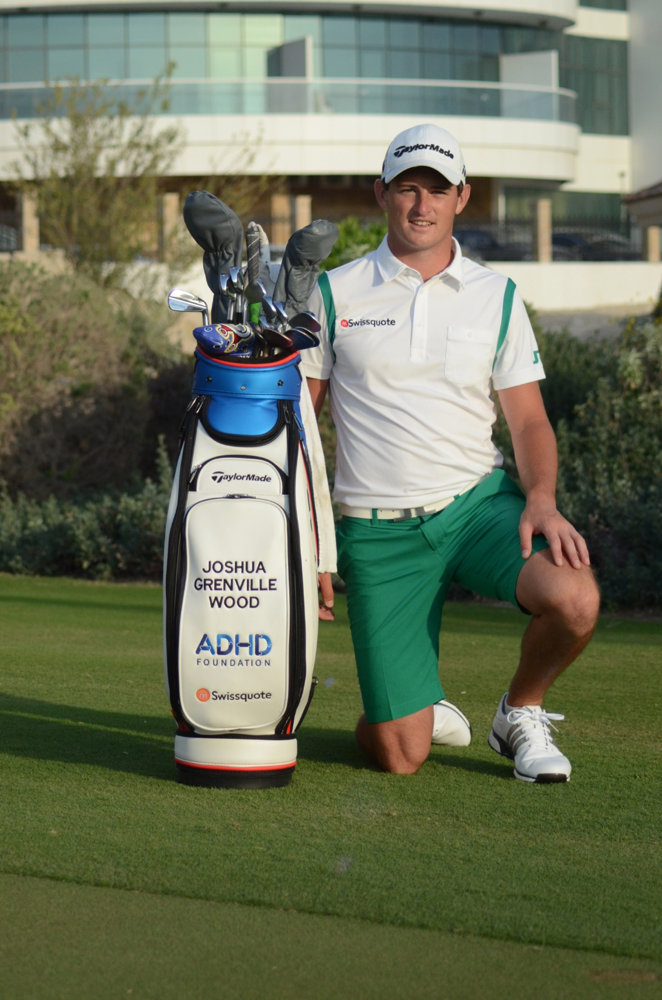 TaylorMade
Swissquote
TaylorMade
JOSHUA
GRENVILLE
WOOD
ADHD
FOUNDATION
Swissquote